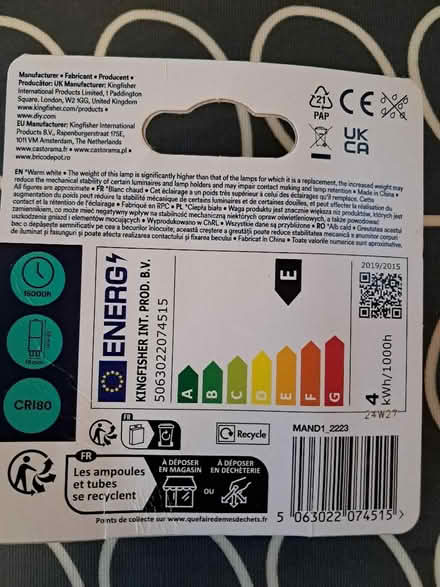 Manufacturer • Fabricant • Producent •
Producător: UK Manufacturer: Kingfisher
International Products Limited, 1 Paddington
Square, London, W2 1GG, United Kingdom
www.kingfisher.com/products
www.diy.com
EU Manufacturer: Kingfisher International
Products B.V., Rapenburgerstraat 175E,
1011 VM Amsterdam, The Netherlands
www.castorama.fr • www.castorama.pl •
www.bricodepot.ro
21
PAP
CE
UK
CA
EN *Warm white • The weight of this lamp is significantly higher than that of the lamps for which it is a replacement, the increased weight may
reduce the mechanical stability of certain luminaires and lamp holders and may impair contact making and lamp retention • Made in China •
All figures are approximate • FR *Blanc chaud • Cet éclairage a un poids très supérieur à celui des éclairages qu'il remplace. Cette
augmentation du poids peut réduire la stabilité mécanique de certains luminaires et de certaines douilles, et peut affecter la réalisation du
contact et la rétention de l'éclairage • Fabriqué en RPC • PL *Ciepła biała • Waga produktu jest znacznie większa niż produktów, których jest
zamiennikiem, co może mieć negatywny wpływ na stabilność mechaniczną niektórych opraw oświetleniowych, a także powodować
uszkodzenia gniazd i elementów mocujących • Wyprodukowano w ChRL • Wszystkie dane są przybliżone • RO *Alb cald • Greutatea acestui
bec o depășește semnificativ pe cea a becurilor înlocuite; această creștere a greutății poate reduce stabilitatea mecanică a anumitor corpuri
de iluminat și fasunguri și poate afecta realizarea contactului și fixarea becului • Fabricat în China • Toate valorile numerice sunt aproximative.
15000H
CRI80
ENERG
KINGFISHER INT. PROD. B.V.
5063022074515
E
A
B
C
D
E
F
G
2019/2015
4
kWh/1000h
24W27
FR
Recycle
MAND1_2223
FR
Les ampoules
et tubes
se recyclent
À DÉPOSER
EN MAGASIN
OU
À DÉPOSER
EN DÉCHÈTERIE
Points de collecte sur www.quefairedemesdechets.fr
5 063022 074515 >